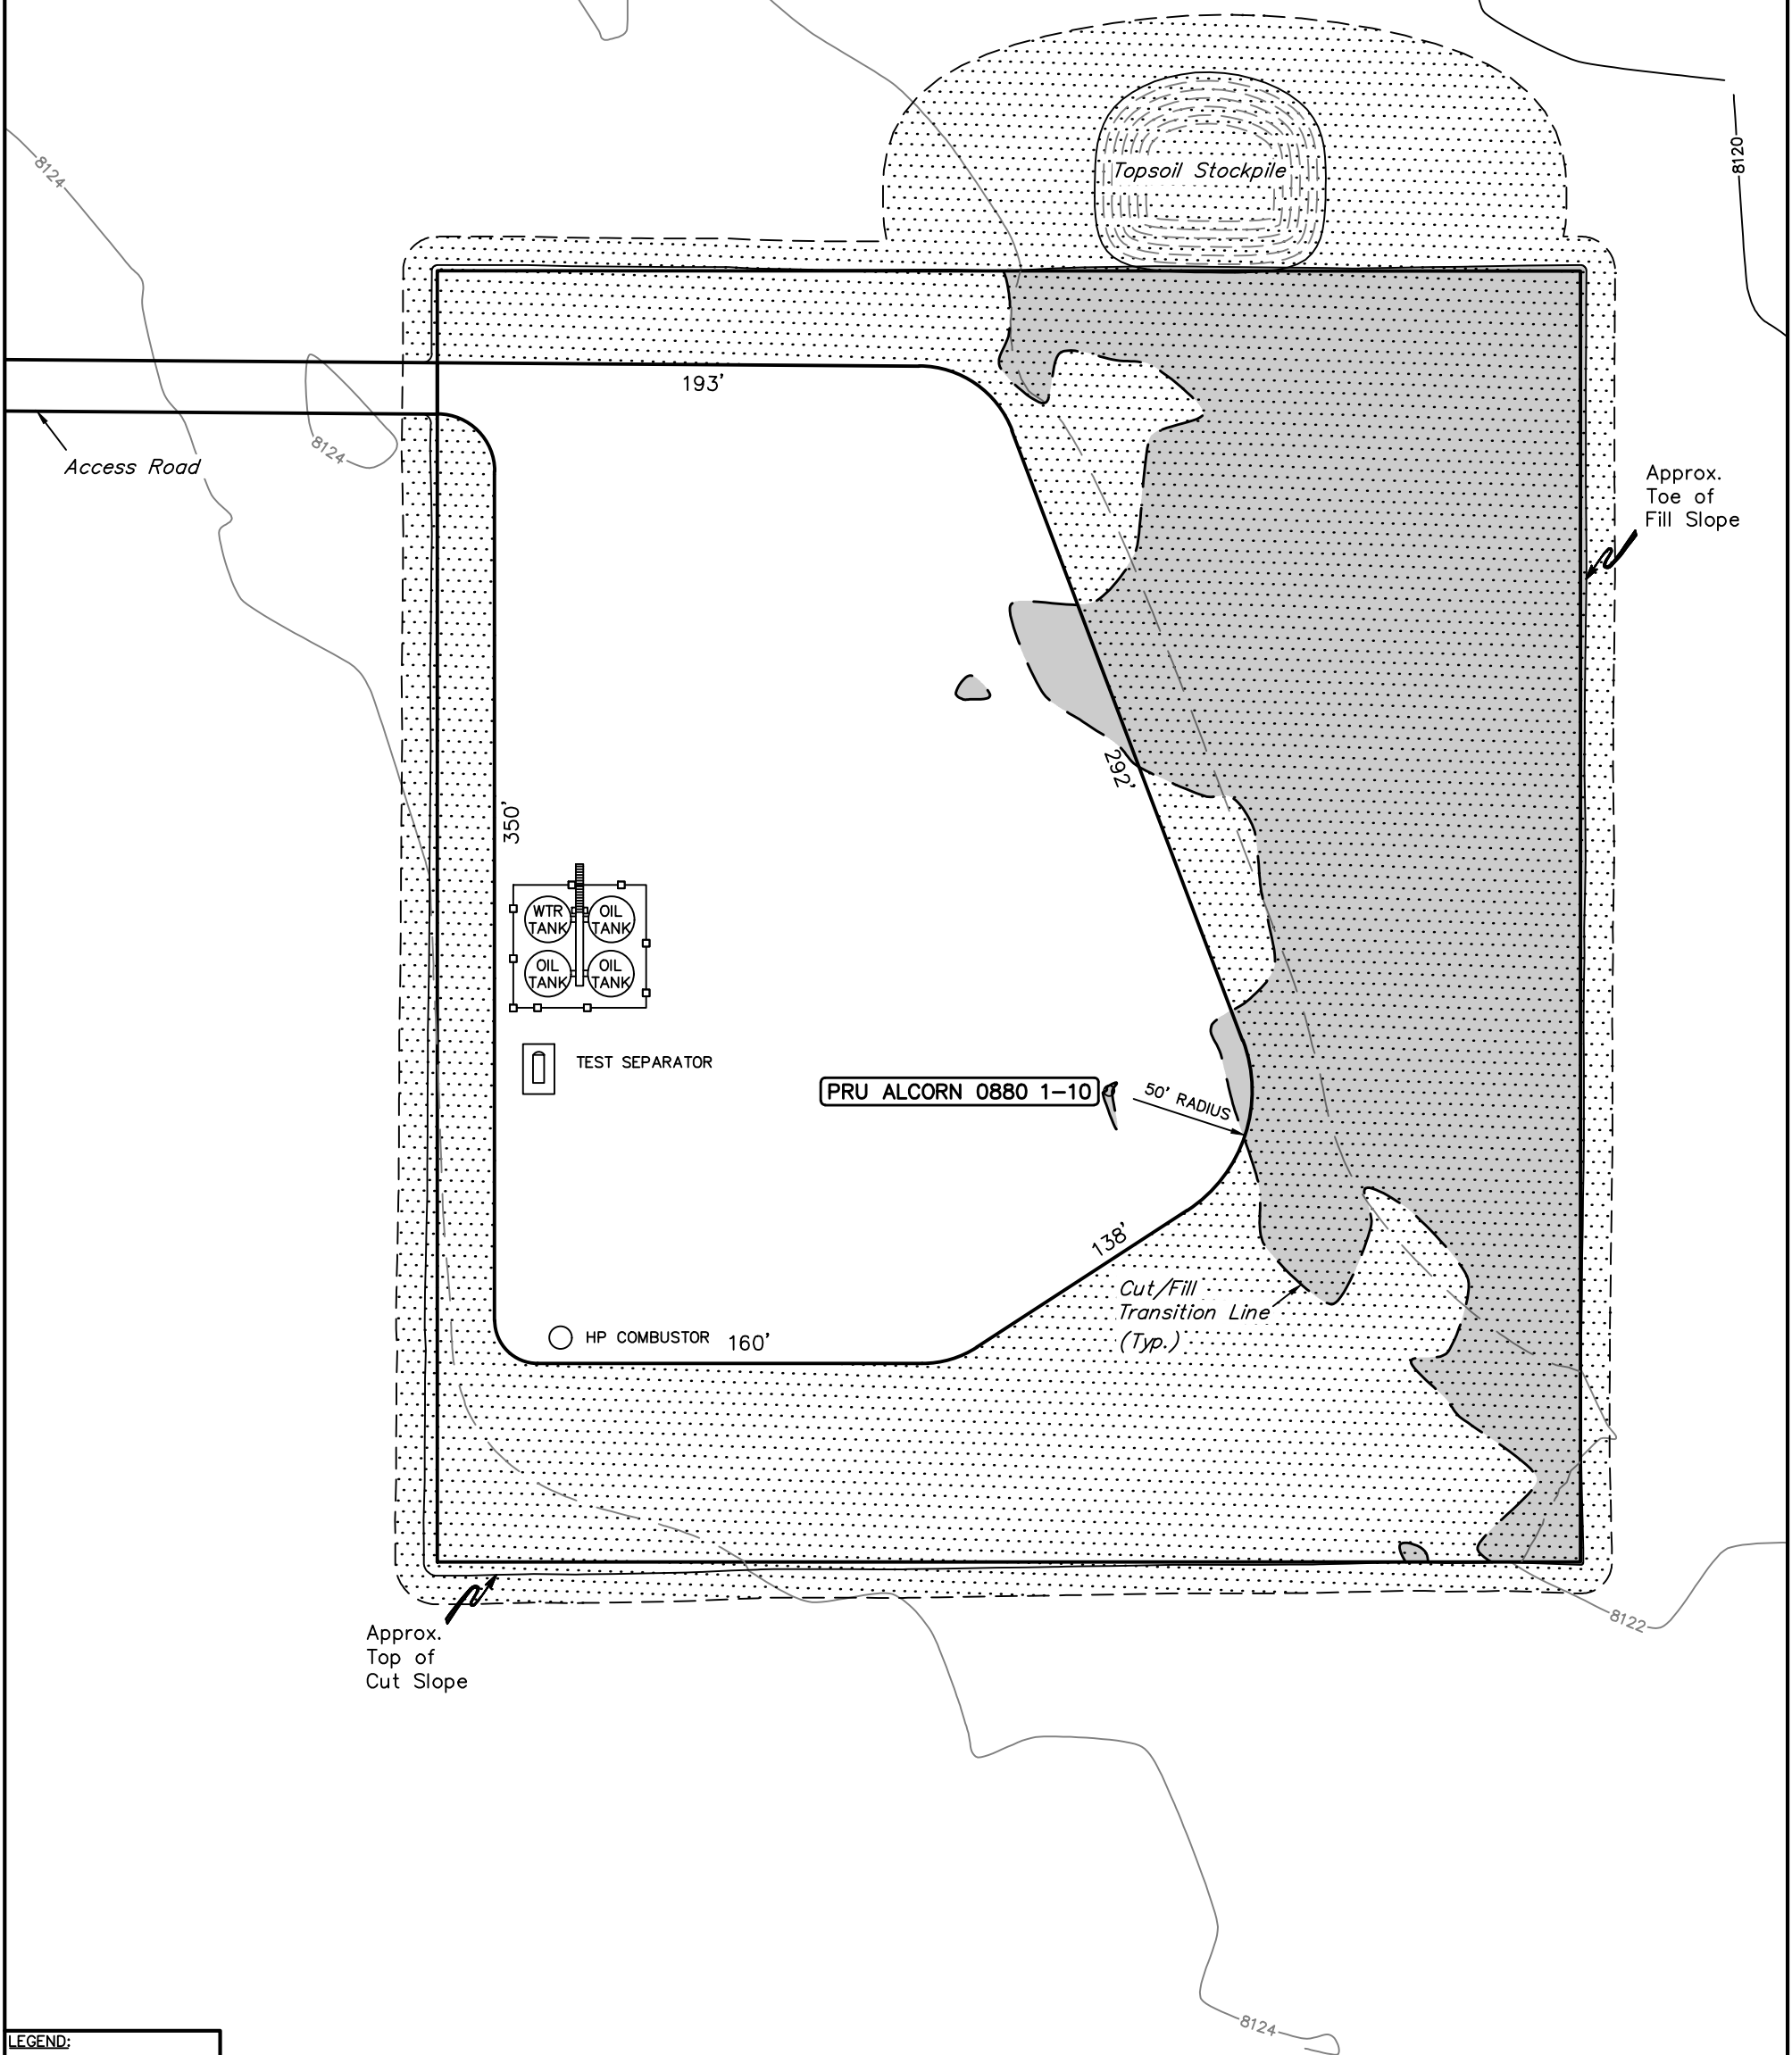 8124
Topsoil Stockpile
8120
193'
8124
Access Road
Approx.
Toe of
Fill Slope
292'
350'
WTR
TANK
OIL
TANK
OIL
TANK
OIL
TANK
TEST SEPARATOR
PRU ALCORN 0880 1-10
50' RADIUS
138'
Cut/Fill
Transition Line
(Typ.)
HP COMBUSTOR
160'
8122
Approx.
Top of
Cut Slope
8124
LEGEND: